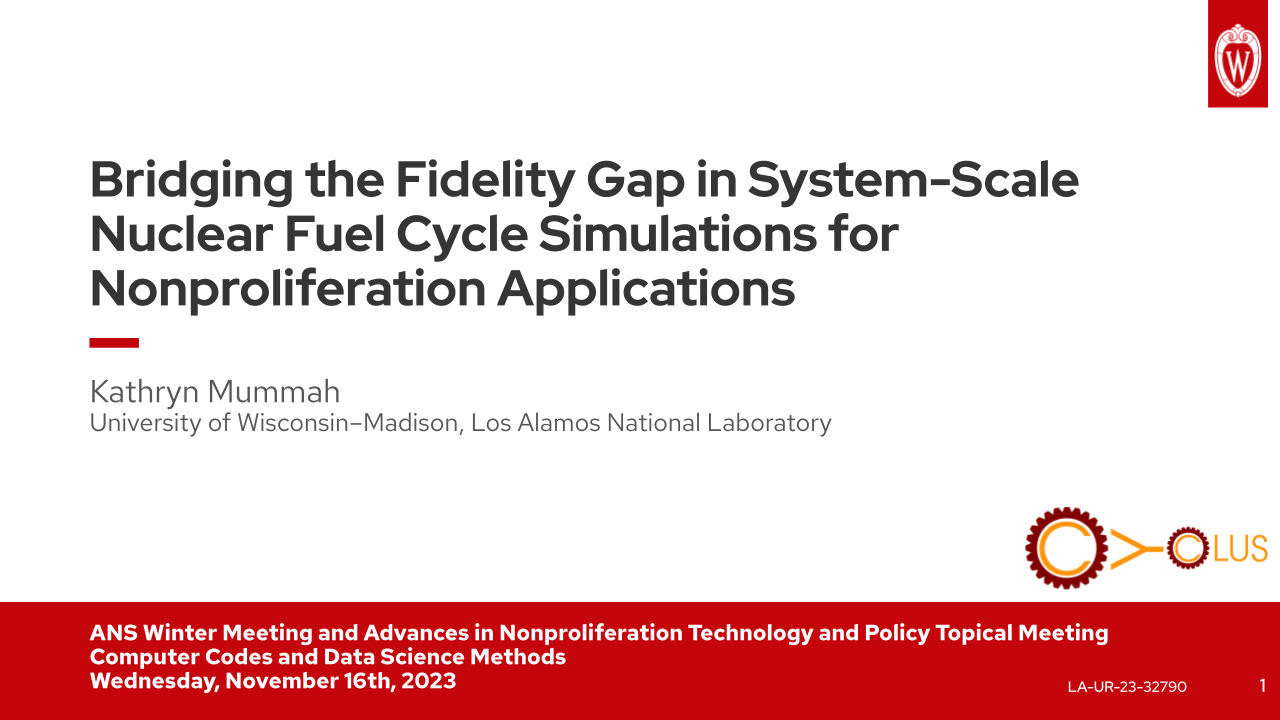 W
Bridging the Fidelity Gap in System-Scale
Nuclear Fuel Cycle Simulations for
Nonproliferation Applications
Kathryn Mummah
University of Wisconsin–Madison, Los Alamos National Laboratory
CYCLUS
ANS Winter Meeting and Advances in Nonproliferation Technology and Policy Topical Meeting
Computer Codes and Data Science Methods
Wednesday, November 16th, 2023
LA-UR-23-32790
1